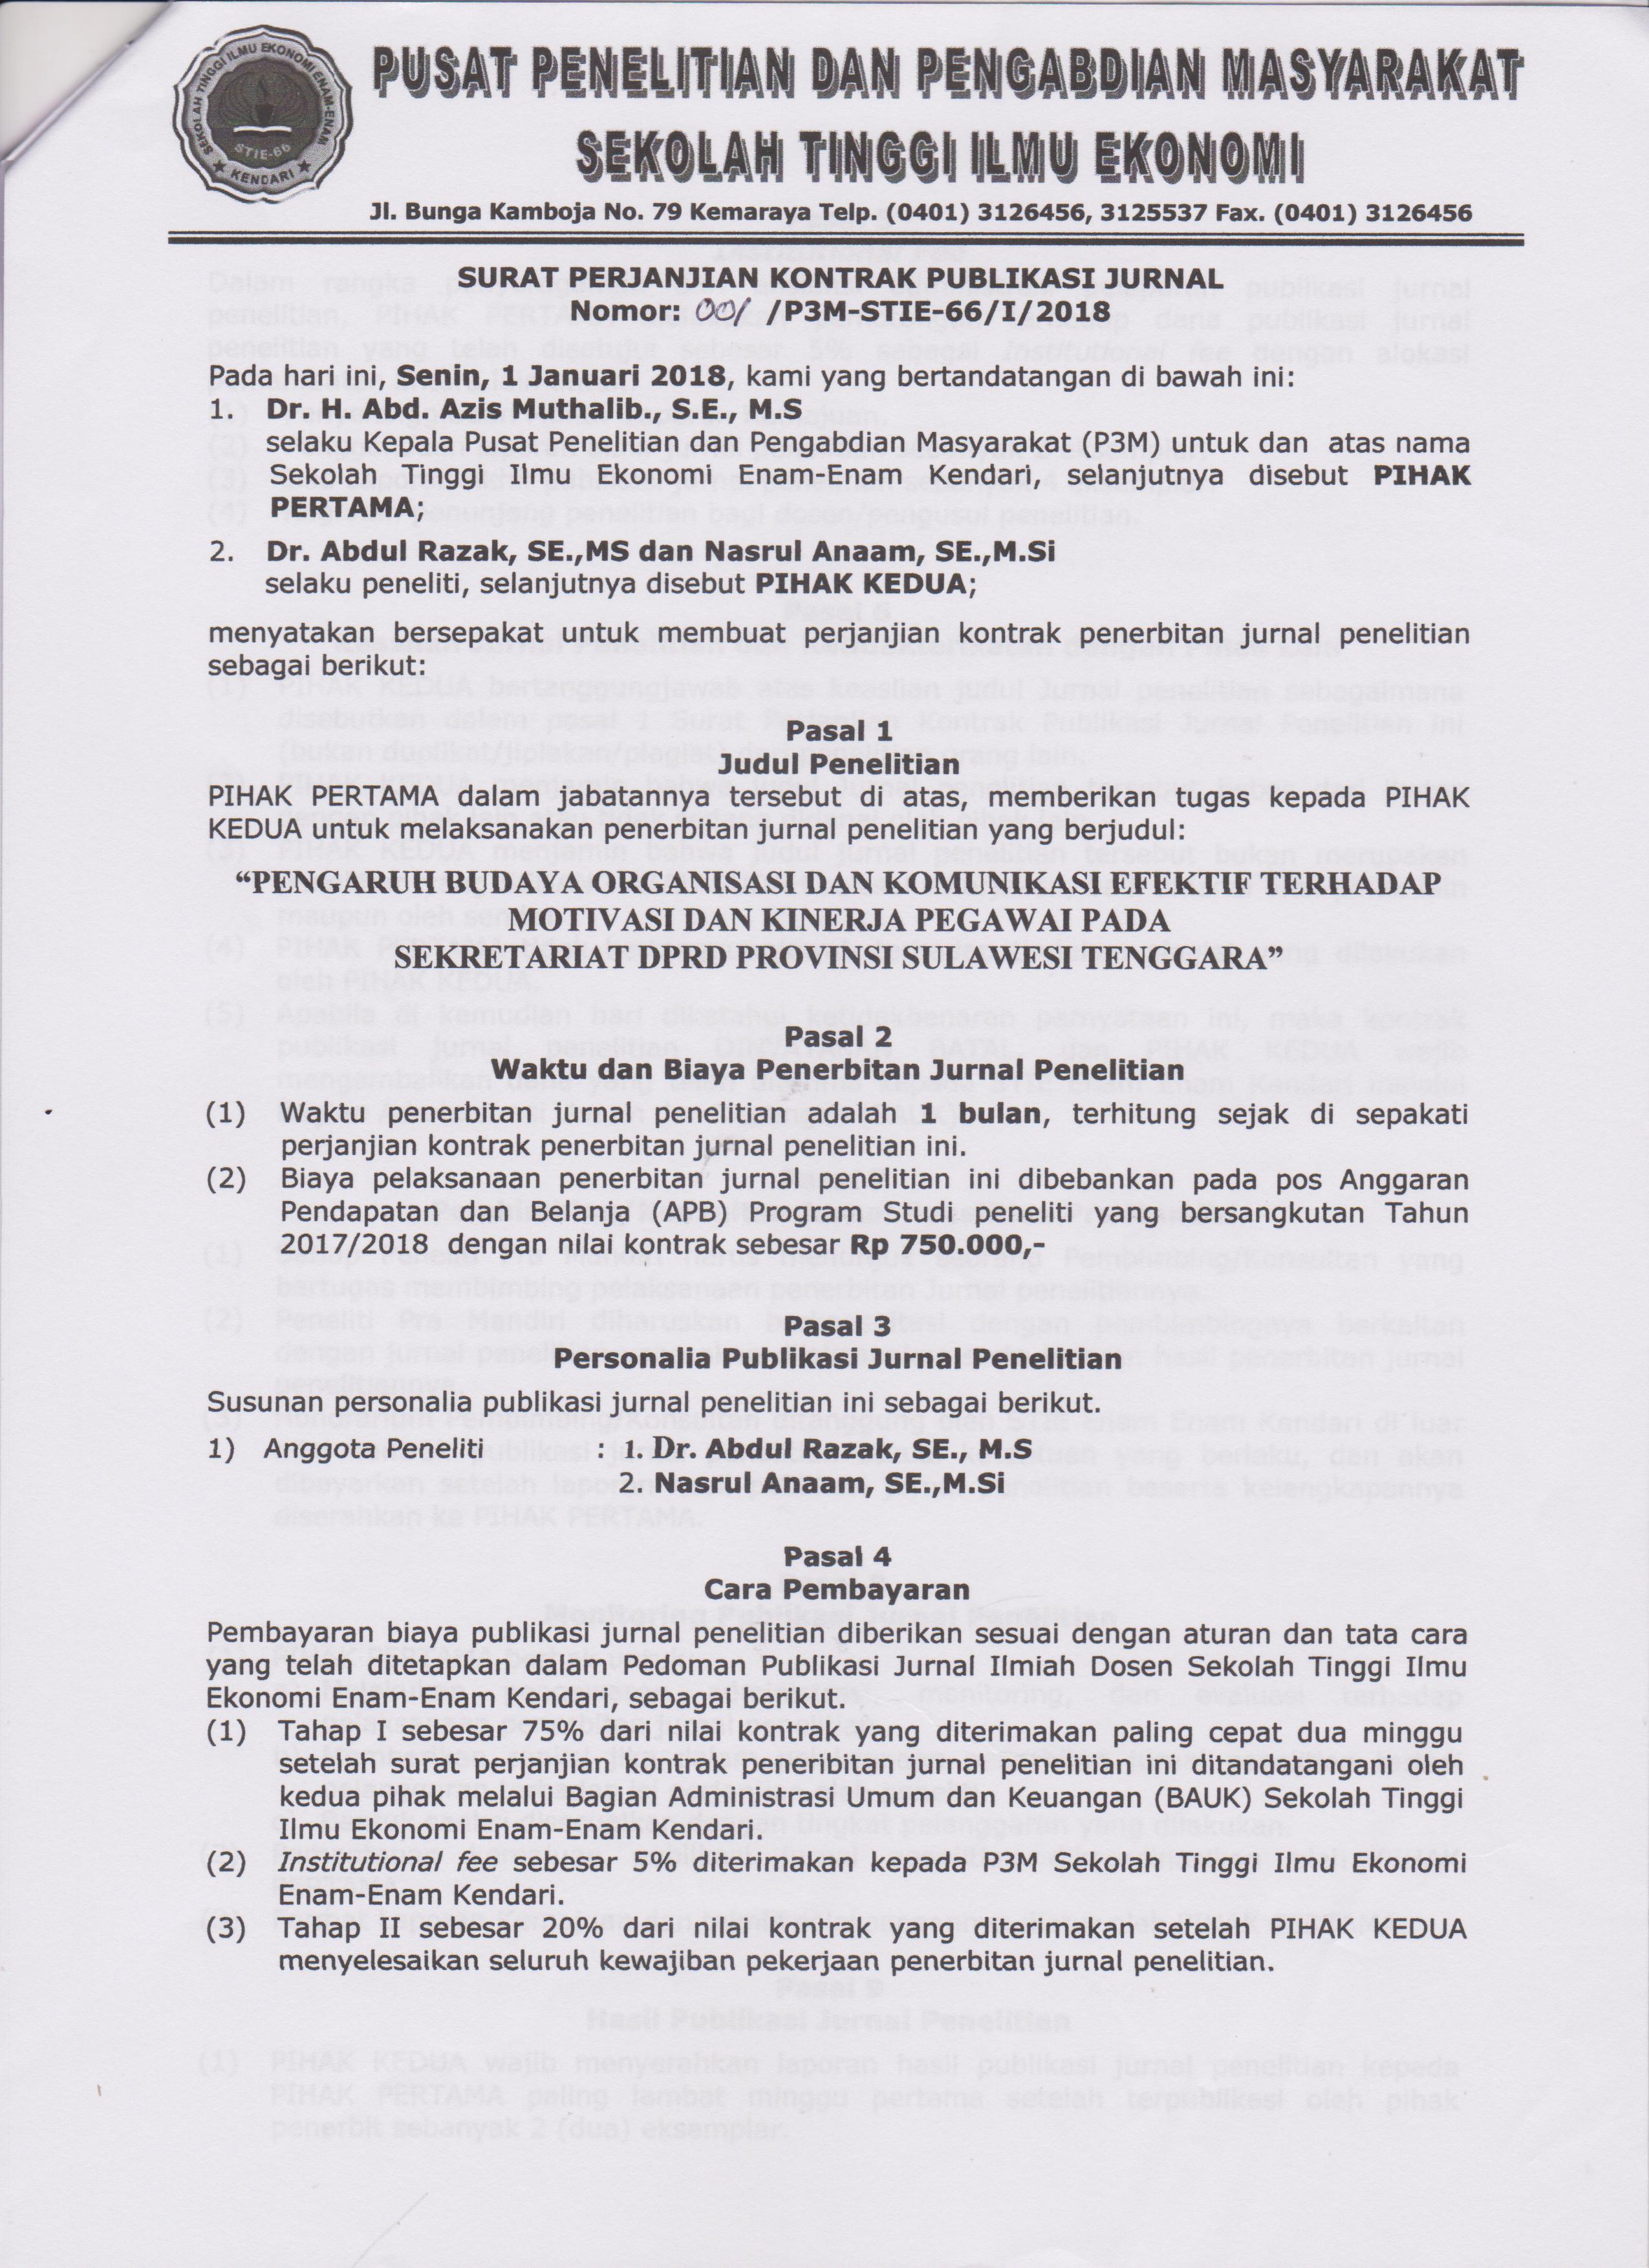 SEKOLAH TINGGI ILMU EKONOMI ENAM-ENAM
STIE-66
KENDARI
PUSAT PENELITIAN DAN PENGABDIAN MASYARAKAT
SEKOLAH TINGGI ILMU EKONOMI
Jl. Bunga Kamboja No. 79 Kemaraya Telp. (0401) 3126456, 3125537 Fax. (0401) 3126456
SURAT PERJANJIAN KONTRAK PUBLIKASI JURNAL
Nomor: 001 /P3M-STIE-66/I/2018
Pada hari ini, Senin, 1 Januari 2018, kami yang bertandatangan di bawah ini:
1. Dr. H. Abd. Azis Muthalib., S.E., M.S
selaku Kepala Pusat Penelitian dan Pengabdian Masyarakat (P3M) untuk dan atas nama
Sekolah Tinggi Ilmu Ekonomi Enam-Enam Kendari, selanjutnya disebut PIHAK
PERTAMA;
2. Dr. Abdul Razak, SE.,MS dan Nasrul Anaam, SE.,M.Si
selaku peneliti, selanjutnya disebut PIHAK KEDUA;
menyatakan bersepakat untuk membuat perjanjian kontrak penerbitan jurnal penelitian
sebagai berikut:
Pasal 1
Judul Penelitian
PIHAK PERTAMA dalam jabatannya tersebut di atas, memberikan tugas kepada PIHAK
KEDUA untuk melaksanakan penerbitan jurnal penelitian yang berjudul:
“PENGARUH BUDAYA ORGANISASI DAN KOMUNIKASI EFEKTIF TERHADAP
MOTIVASI DAN KINERJA PEGAWAI PADA
SEKRETARIAT DPRD PROVINSI SULAWESI TENGGARA”
Pasal 2
Waktu dan Biaya Penerbitan Jurnal Penelitian
(1) Waktu penerbitan jurnal penelitian adalah 1 bulan, terhitung sejak di sepakati
perjanjian kontrak penerbitan jurnal penelitian ini.
(2) Biaya pelaksanaan penerbitan jurnal penelitian ini dibebankan pada pos Anggaran
Pendapatan dan Belanja (APB) Program Studi peneliti yang bersangkutan Tahun
2017/2018 dengan nilai kontrak sebesar Rp 750.000,-
Pasal 3
Personalia Publikasi Jurnal Penelitian
Susunan personalia publikasi jurnal penelitian ini sebagai berikut.
1) Anggota Peneliti : 1. Dr. Abdul Razak, SE., M.S
2. Nasrul Anaam, SE.,M.Si
Pasal 4
Cara Pembayaran
Pembayaran biaya publikasi jurnal penelitian diberikan sesuai dengan aturan dan tata cara
yang telah ditetapkan dalam Pedoman Publikasi Jurnal Ilmiah Dosen Sekolah Tinggi Ilmu
Ekonomi Enam-Enam Kendari, sebagai berikut.
(1) Tahap I sebesar 75% dari nilai kontrak yang diterimakan paling cepat dua minggu
setelah surat perjanjian kontrak peneribitan jurnal penelitian ini ditandatangani oleh
kedua pihak melalui Bagian Administrasi Umum dan Keuangan (BAUK) Sekolah Tinggi
Ilmu Ekonomi Enam-Enam Kendari.
(2) Institutional fee sebesar 5% diterimakan kepada P3M Sekolah Tinggi Ilmu Ekonomi
Enam-Enam Kendari.
(3) Tahap II sebesar 20% dari nilai kontrak yang diterimakan setelah PIHAK KEDUA
menyelesaikan seluruh kewajiban pekerjaan penerbitan jurnal penelitian.